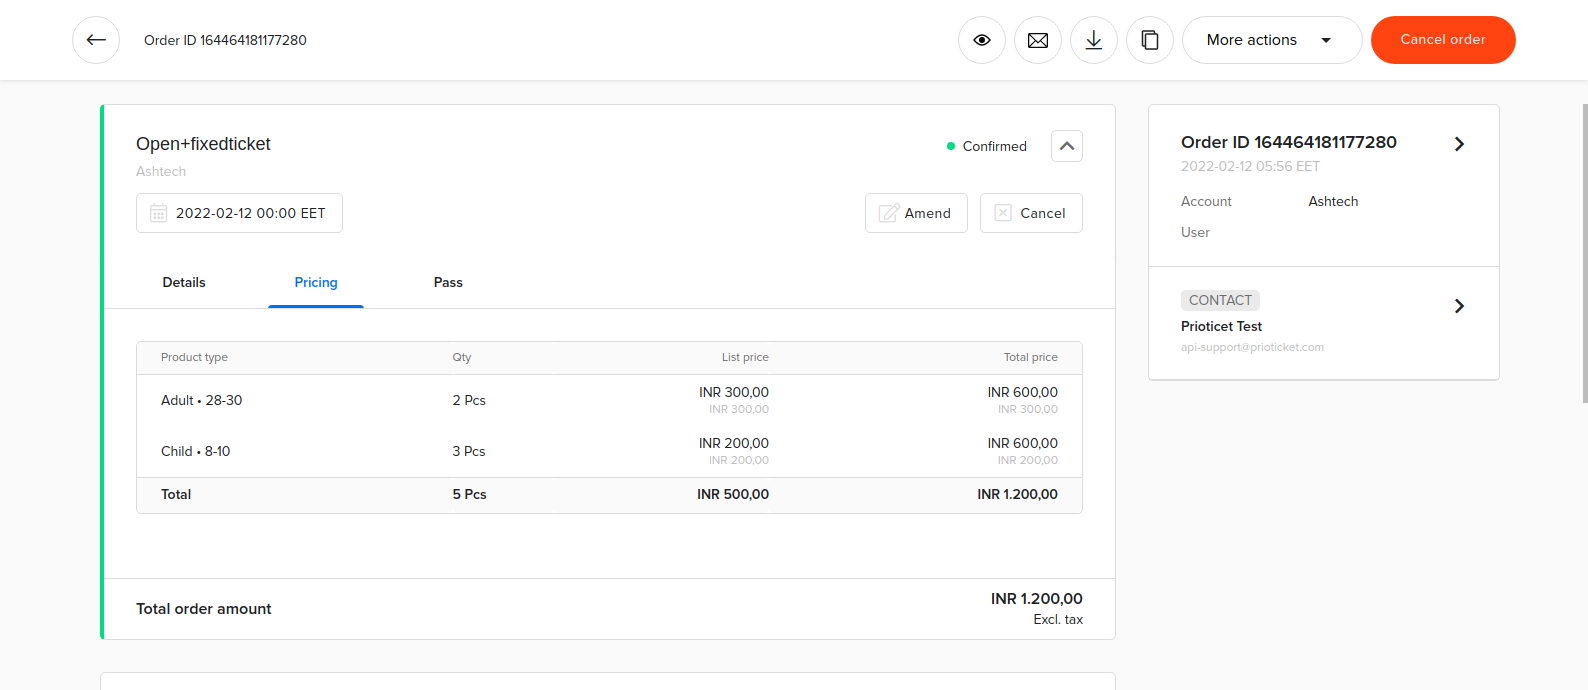 Order ID 164464181177280
More actions
Cancel order
Open+fixedticket
Confirmed
Ashtech
2022-02-12 00:00 EET
Amend
Cancel
Details Pricing Pass
Product type Qty List price Total price
Adult • 28-30 2 Pcs INR 300,00 INR 600,00
INR 300,00 INR 300,00
Child • 8-10 3 Pcs INR 200,00 INR 600,00
INR 200,00 INR 200,00
Total 5 Pcs INR 500,00 INR 1.200,00
Total order amount INR 1.200,00
Excl. tax
Order ID 164464181177280
2022-02-12 05:56 EET
Account Ashtech
User
CONTACT
Prioticet Test
api-support@prioticket.com